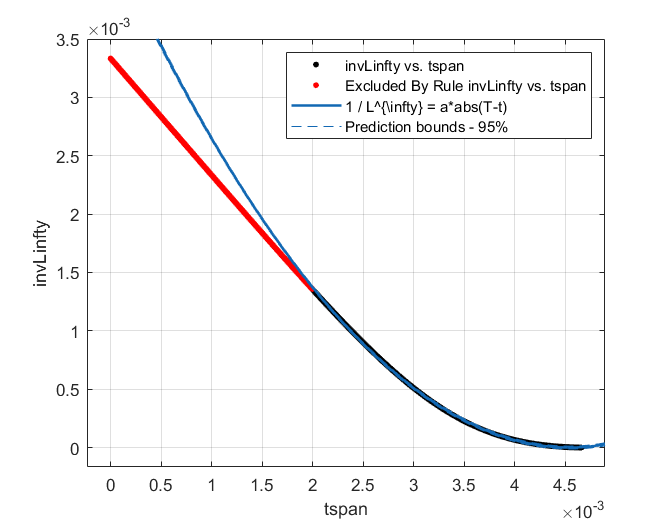 ×10-3
3.5
3
2.5
2
1.5
1
0.5
0
invLinfty
invLinfty vs. tspan
Excluded By Rule invLinfty vs. tspan
1 / L^{\infty} = a*abs(T-t)
Prediction bounds - 95%
0 0.5 1 1.5 2 2.5 3 3.5 4 4.5
tspan
×10-3